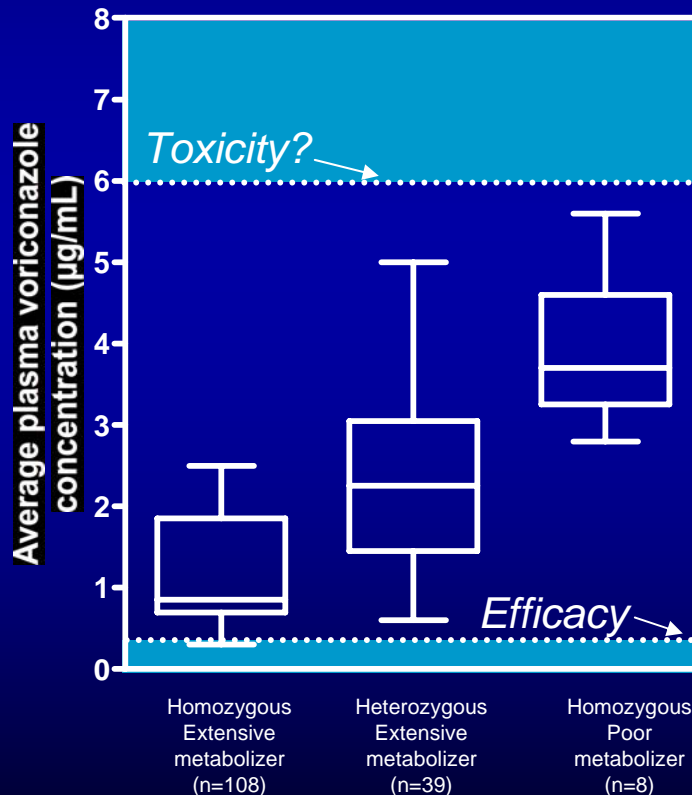 Average plasma voriconazole
concentration (µg/mL)
8
7
6
5
4
3
2
1
0
Toxicity?
Efficacy
Homozygous
Extensive
metabolizer
(n=108)
Heterozygous
Extensive
metabolizer
(n=39)
Homozygous
Poor
metabolizer
(n=8)